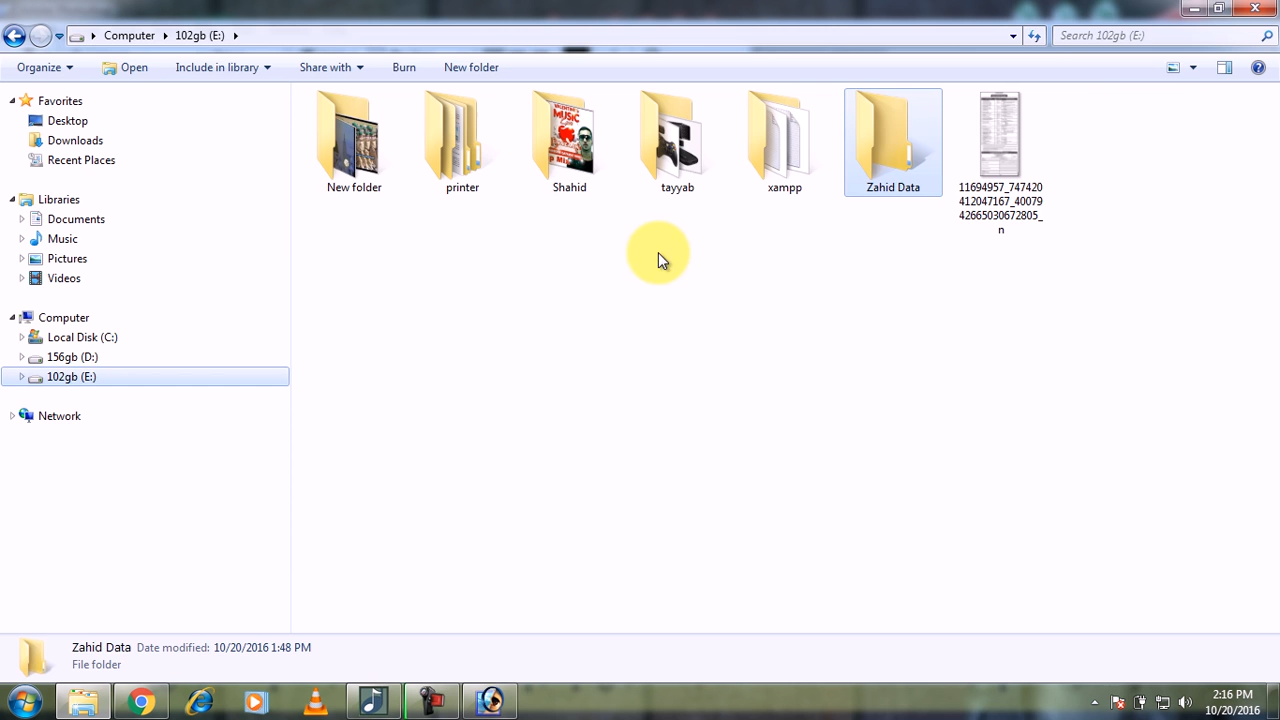 Computer
102gb (E:)
Search 102gb (E:)
Organize
Open
Include in library
Share with
Burn
New folder
Favorites
Desktop
Downloads
Recent Places
Libraries
Documents
Music
Pictures
Videos
Computer
Local Disk (C:)
156gb (D:)
102gb (E:)
Network
New folder
printer
VALENTINE'S
MUSIC
Shahid
tayyab
xampp
Zahid Data
11694957_747420
412047167_40079
42665030672805_
n
Zahid Data Date modified: 10/20/2016 1:48 PM
File folder
2:16 PM
10/20/2016